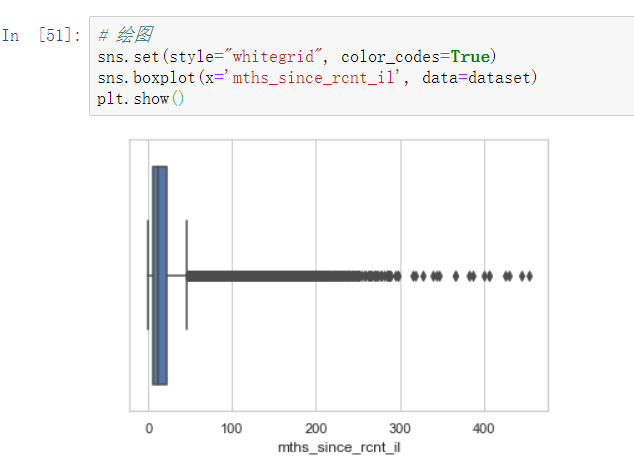 In [51]:
# 绘图
sns.set(style="whitegrid", color_codes=True)
sns.boxplot(x='mths_since_rcnt_il', data=dataset)
plt.show()
0 100 200 300 400
mths_since_rcnt_il